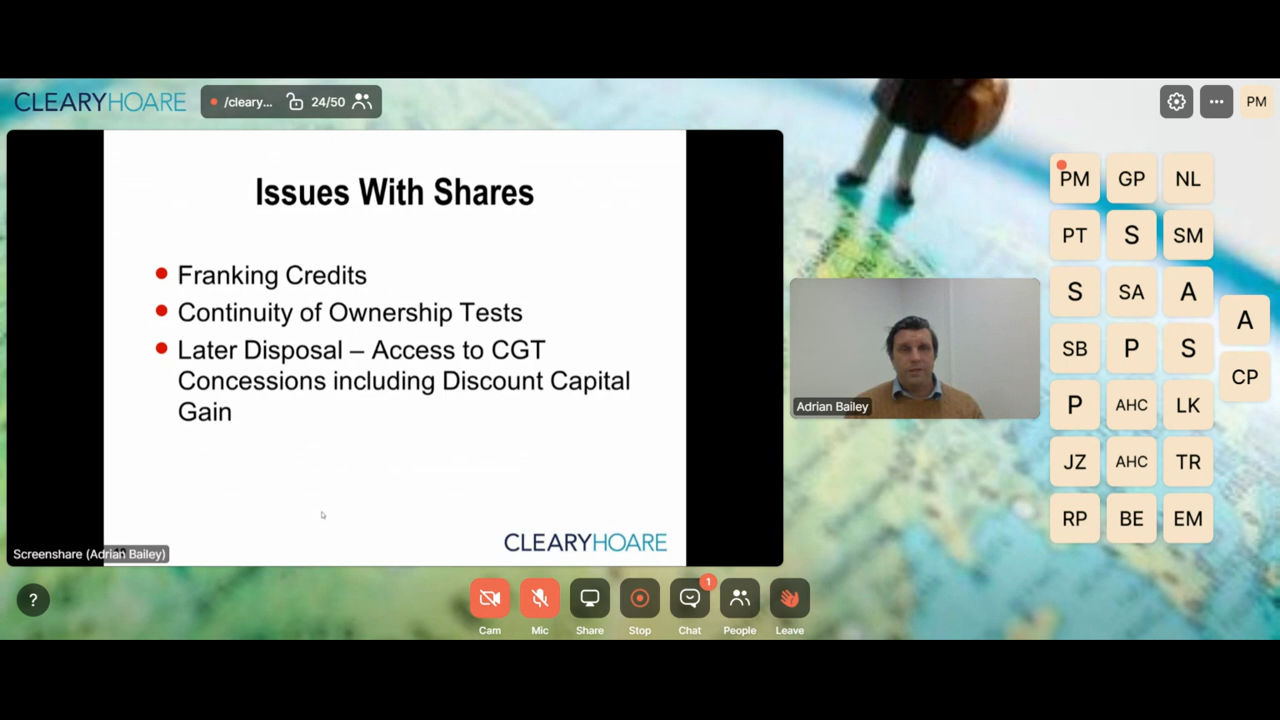 CLEARYHOARE
/cleary...
24/50
PM
Issues With Shares
Franking Credits
Continuity of Ownership Tests
Later Disposal – Access to CGT
Concessions including Discount Capital
Gain
CLEARYHOARE
Screenshare (Adrian Bailey)
Adrian Bailey
PM GP NL
PT S SM
S SA A
A
SB P S
CP
P AHC LK
JZ AHC TR
RP BE EM
?
1
Cam Mic Share Stop Chat People Leave